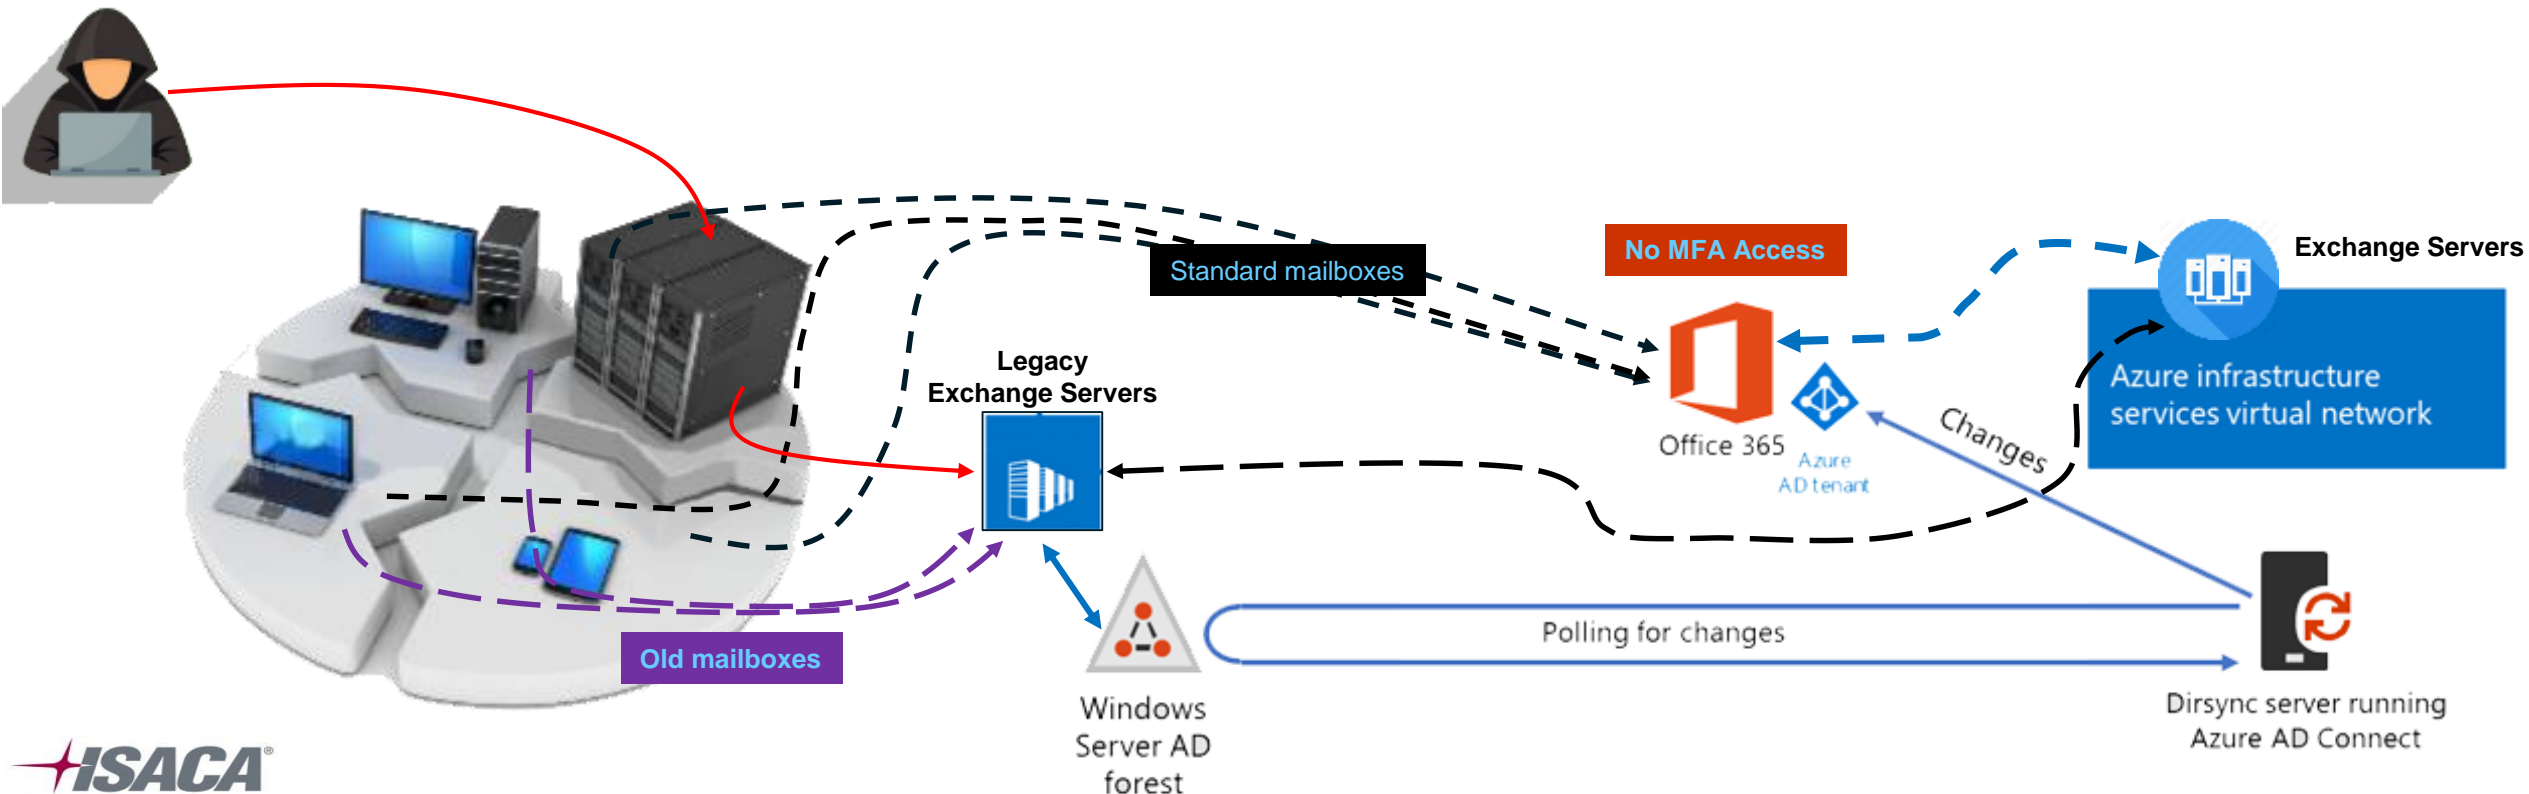 No MFA Access
Exchange Servers
Standard mailboxes
Legacy
Exchange Servers
Azure infrastructure
services virtual network
Changes
Office 365
Azure
AD tenant
Polling for changes
Old mailboxes
Windows
Server AD
forest
Dirsync server running
Azure AD Connect
ISACA®